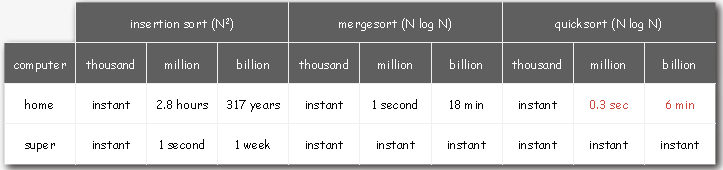 insertion sort (N²) mergesort (N log N) quicksort (N log N)
computer thousand million billion thousand million billion thousand million billion
home instant 2.8 hours 317 years instant 1 second 18 min instant 0.3 sec 6 min
super instant 1 second 1 week instant instant instant instant instant instant